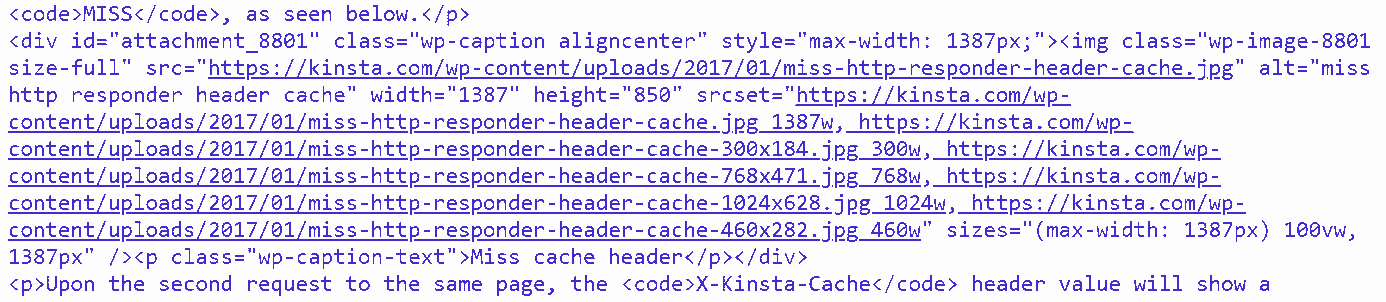 <code>MISS</code>, as seen below.</p>
<div id="attachment_8801" class="wp-caption aligncenter" style="max-width: 1387px;"><img class="wp-image-8801
size-full" src="https://kinsta.com/wp-content/uploads/2017/01/miss-http-responder-header-cache.jpg" alt="miss
http responder header cache" width="1387" height="850" srcset="https://kinsta.com/wp-
content/uploads/2017/01/miss-http-responder-header-cache.jpg 1387w, https://kinsta.com/wp-
content/uploads/2017/01/miss-http-responder-header-cache-300x184.jpg 300w, https://kinsta.com/wp-
content/uploads/2017/01/miss-http-responder-header-cache-768x471.jpg 768w, https://kinsta.com/wp-
content/uploads/2017/01/miss-http-responder-header-cache-1024x628.jpg 1024w, https://kinsta.com/wp-
content/uploads/2017/01/miss-http-responder-header-cache-460x282.jpg 460w" sizes="(max-width: 1387px) 100vw,
1387px" /><p class="wp-caption-text">Miss cache header</p></div>
<p>Upon the second request to the same page, the <code>X-Kinsta-Cache</code> header value will show a